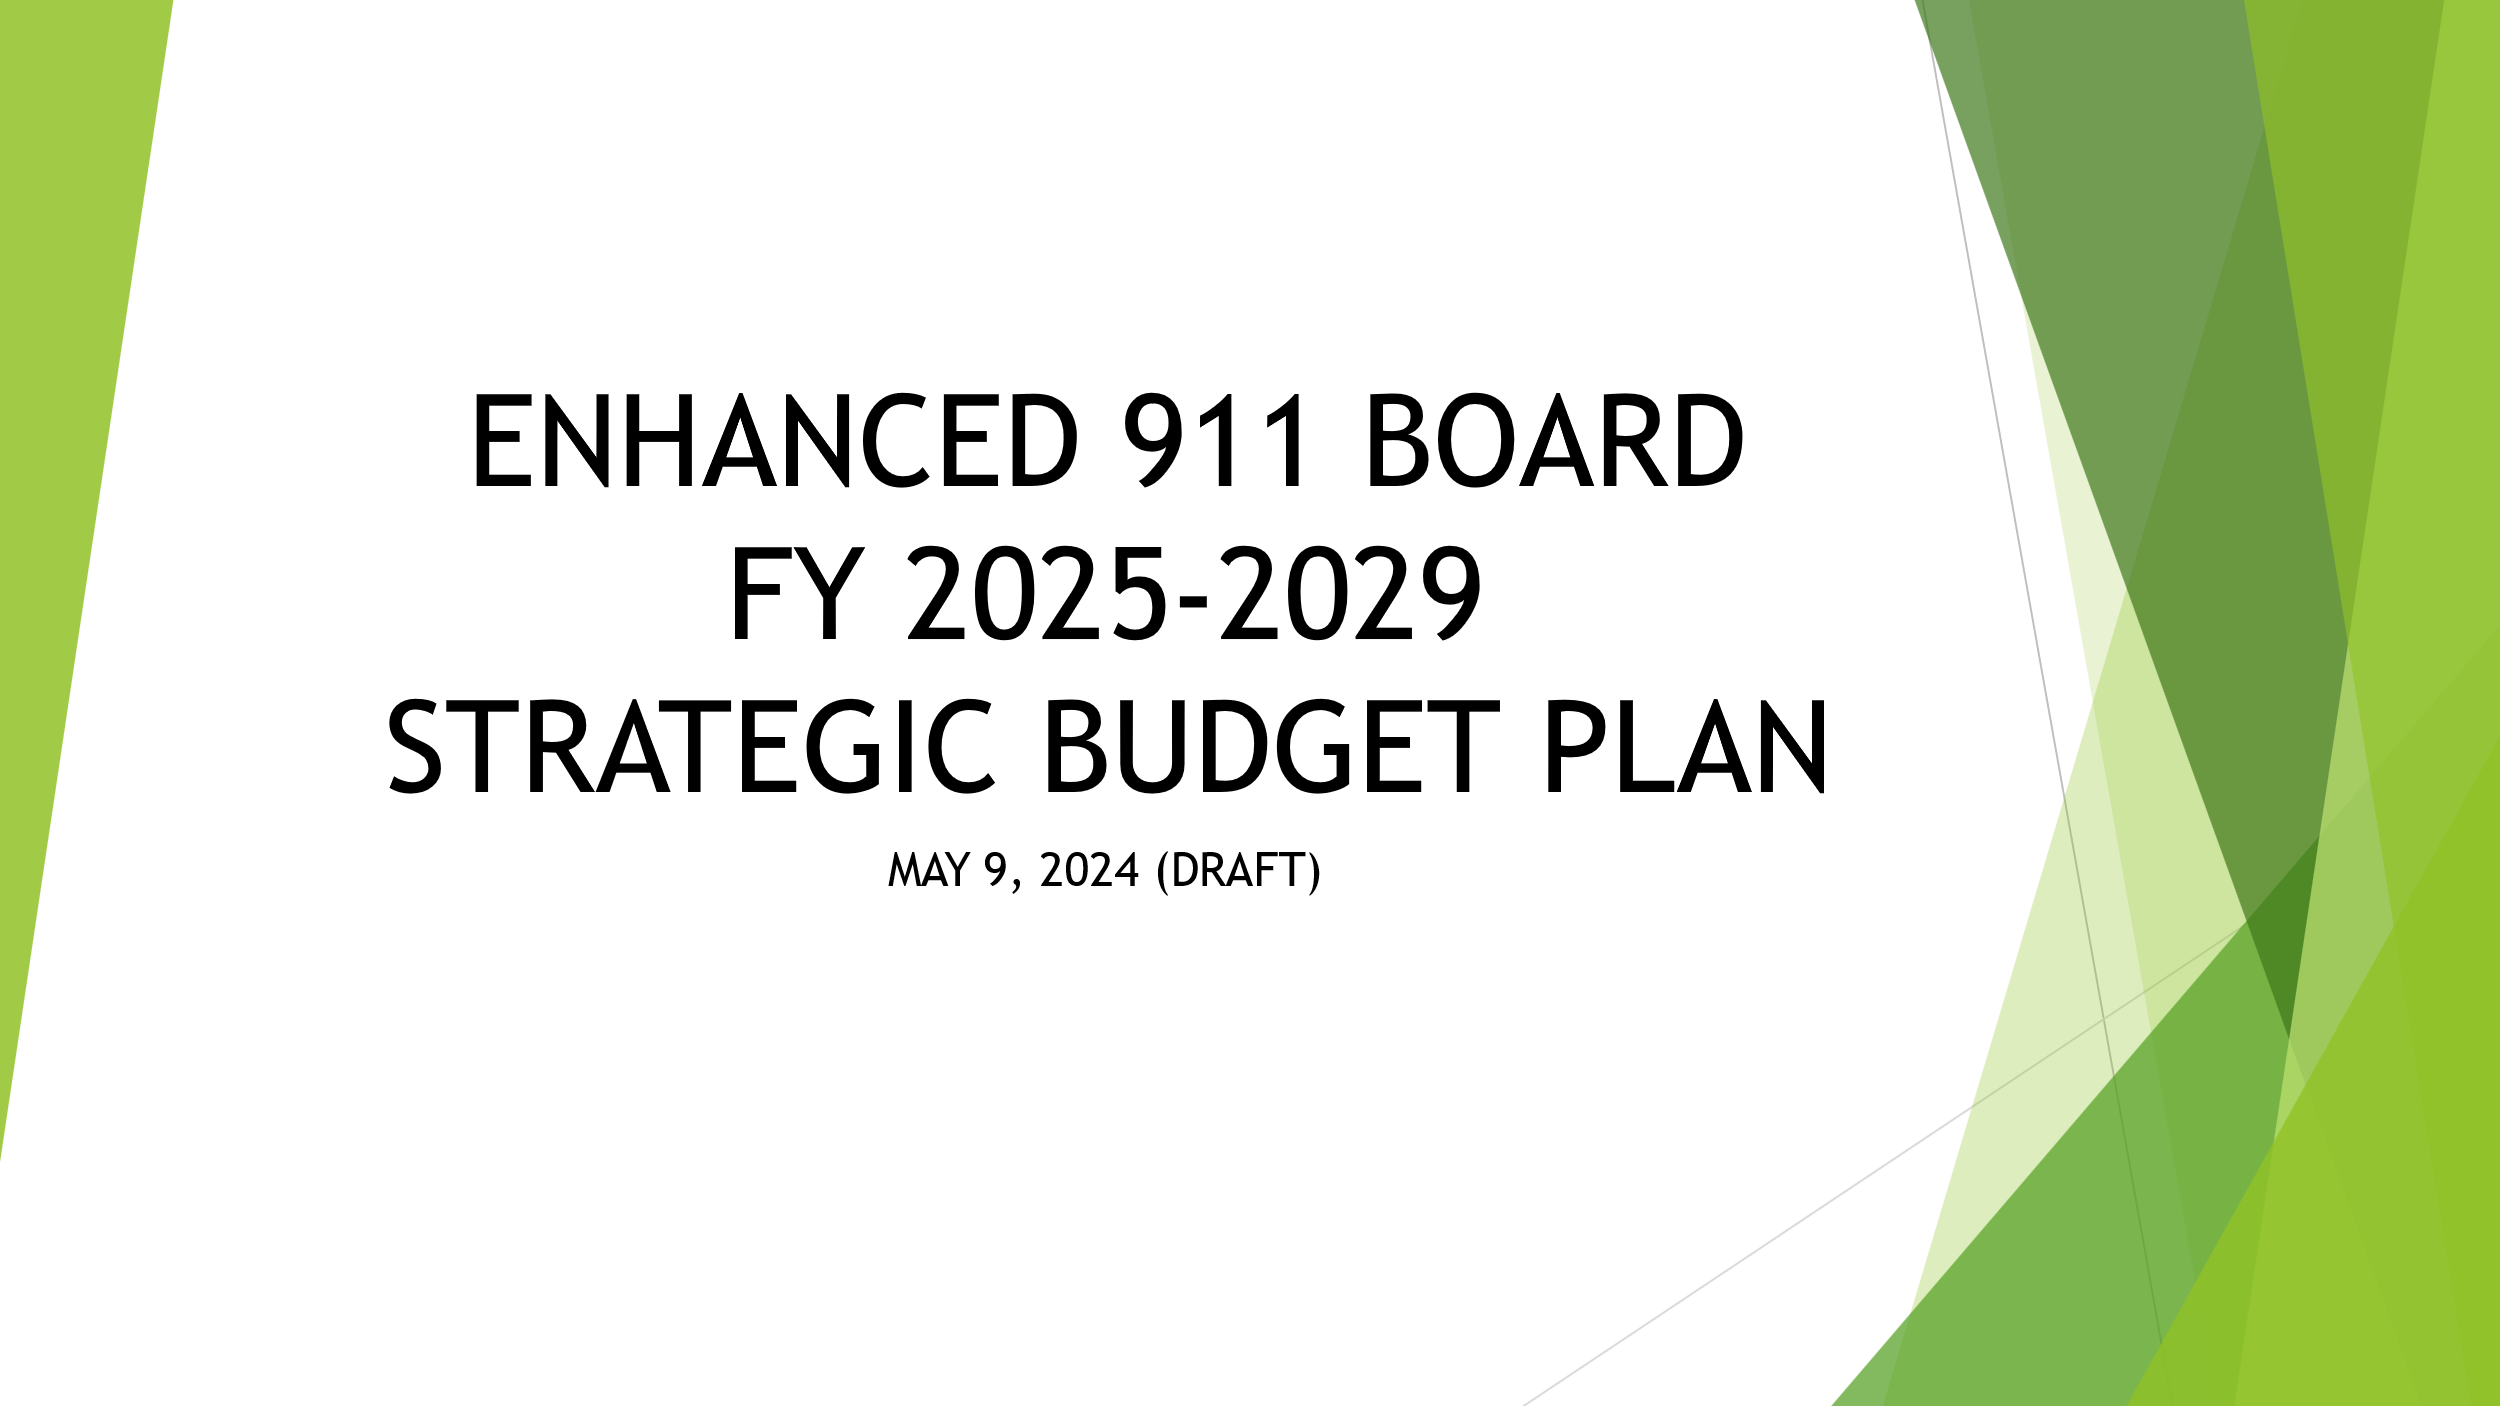 ENHANCED 911 BOARD
FY 2025-2029
STRATEGIC BUDGET PLAN
MAY 9, 2024 (DRAFT)